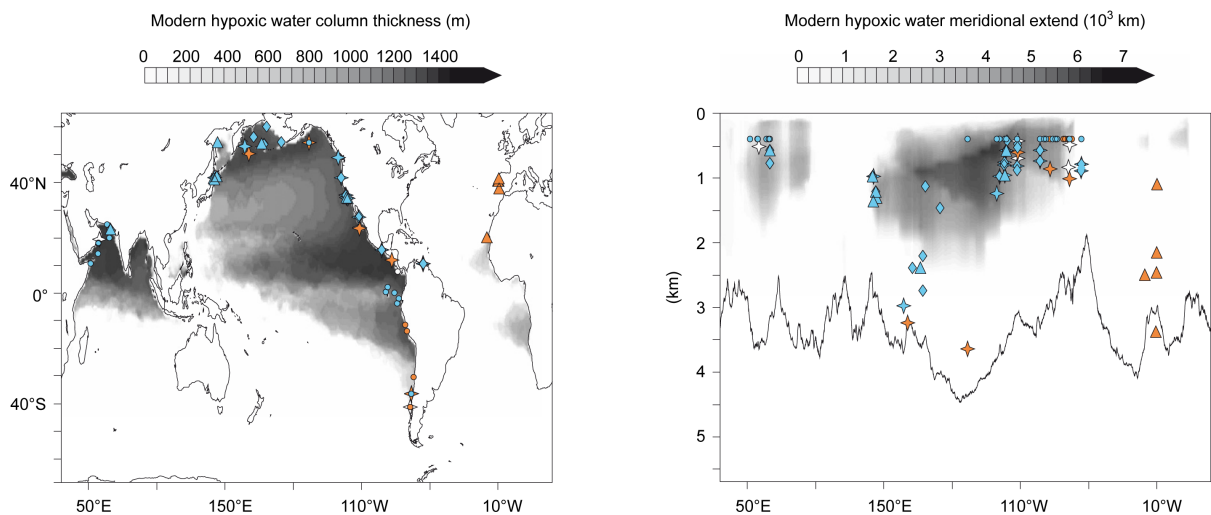 Modern hypoxic water column thickness (m)
0 200 400 600 800 1000 1200 1400
40°N
0°
40°S
50°E 150°E 110°W 10°W
Modern hypoxic water meridional extend (10³ km)
0 1 2 3 4 5 6 7
0
1
2
(km)
3
4
5
50°E 150°E 110°W 10°W